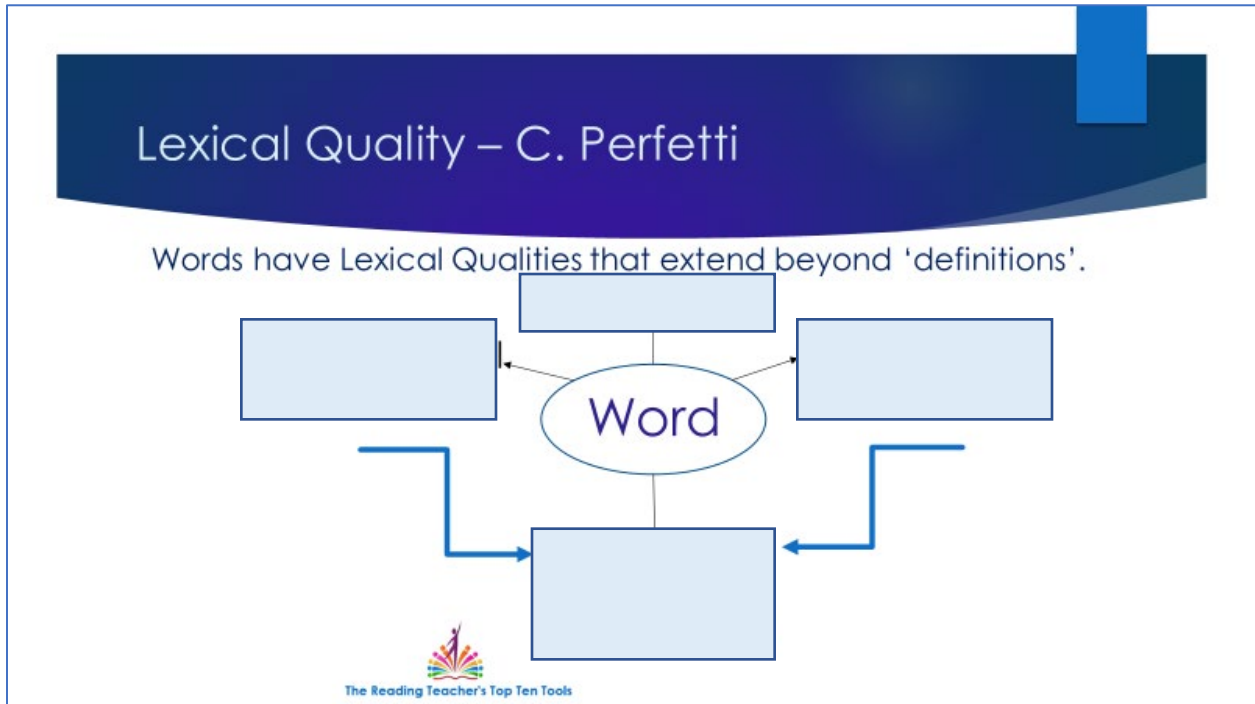 Lexical Quality – C. Perfetti
Words have Lexical Qualities that extend beyond ‘definitions’.
Word
The Reading Teacher's Top Ten Tools